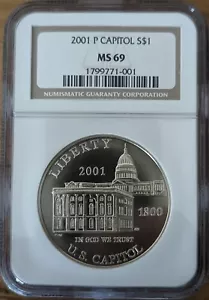 2001 P CAPITOL S$1
MS 69
1799771-001
NUMISMATIC GUARANTY CORPORATION
LIBERTY
2001
1800
IN GOD WE TRUST
U.S. CAPITOL